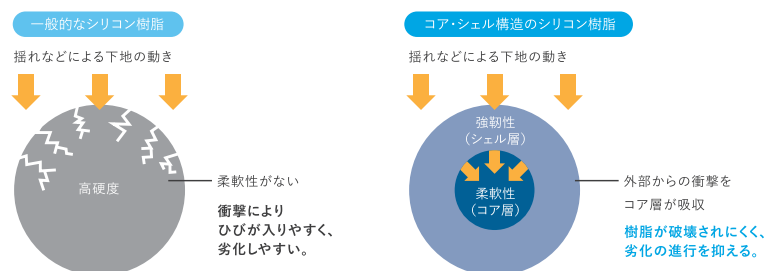 一般的なシリコン樹脂
揺れなどによる下地の動き
高硬度
柔軟性がない
衝撃により
ひびが入りやすく、
劣化しやすい。
コア・シェル構造のシリコン樹脂
揺れなどによる下地の動き
強靭性
(シェル層)
柔軟性
(コア層)
外部からの衝撃を
コア層が吸収
樹脂が破壊されにくく、
劣化の進行を抑える。